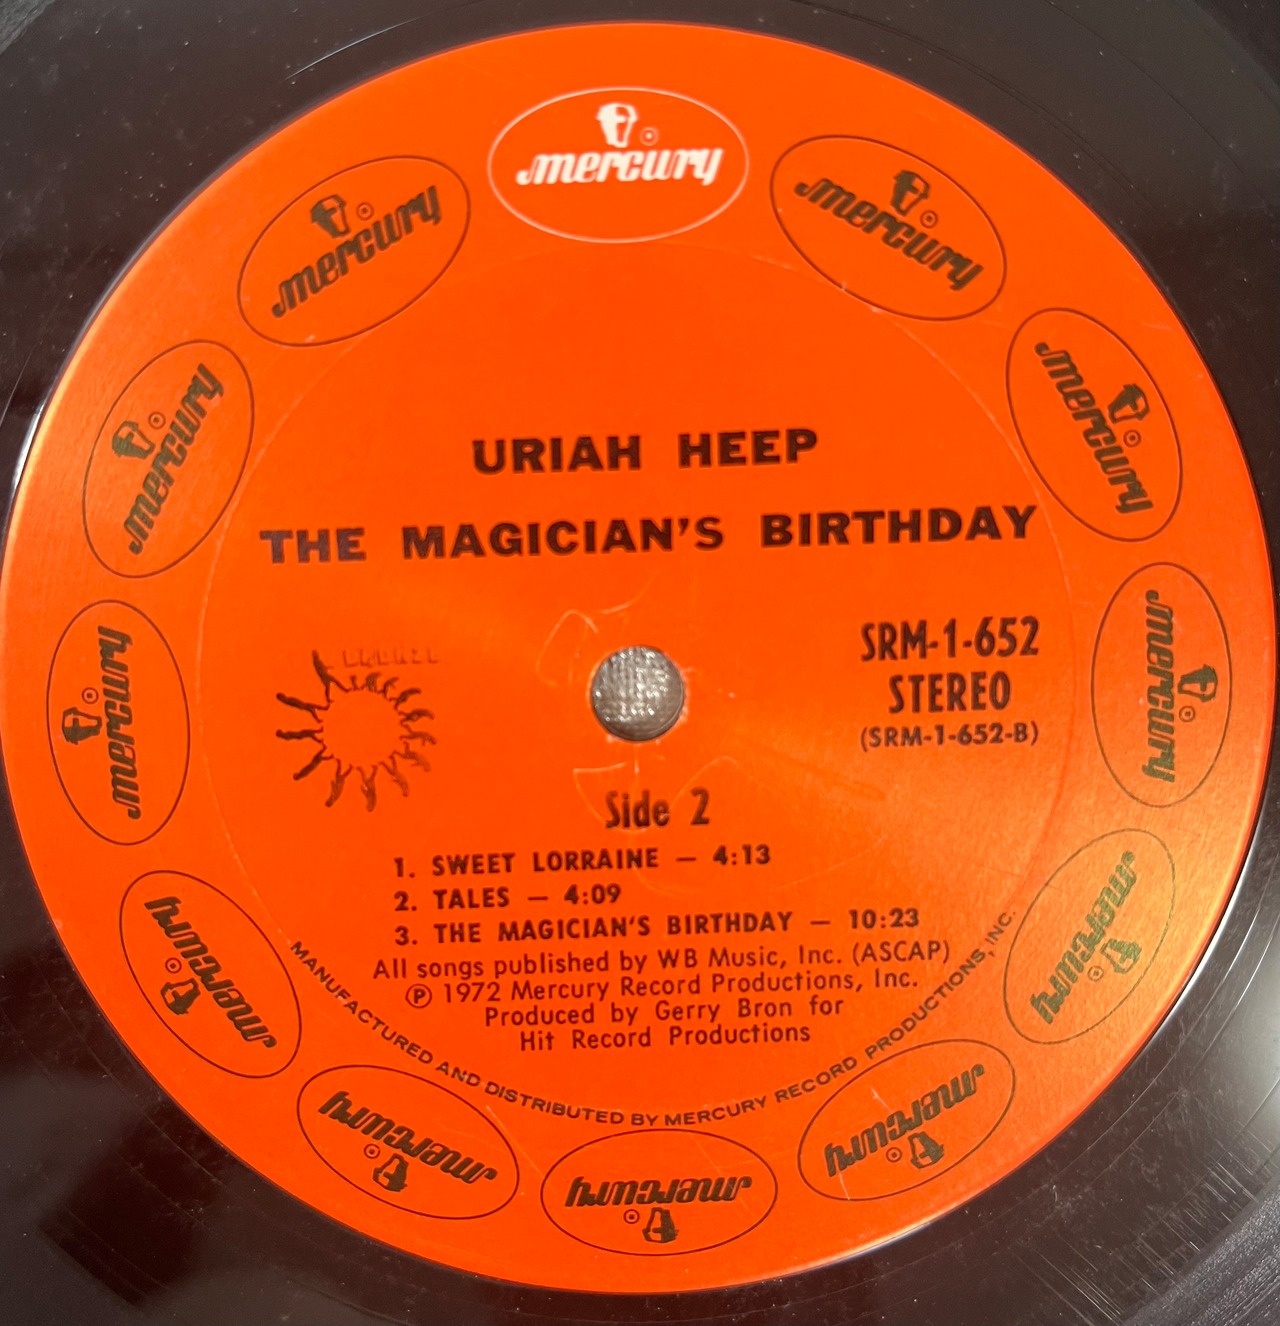 mercury
mercury
mercury
mercury
mercury
mercury
mercury
mercury
mercury
mercury
mercury
mercury
URIAH HEEP
THE MAGICIAN'S BIRTHDAY
BRONZE
SRM-1-652
STEREO
(SRM-1-652-B)
Side 2
1. SWEET LORRAINE — 4:13
2. TALES — 4:09
3. THE MAGICIAN'S BIRTHDAY — 10:23
All songs published by WB Music, Inc. (ASCAP)
℗ 1972 Mercury Record Productions, Inc.
Produced by Gerry Bron for
Hit Record Productions
MANUFACTURED AND DISTRIBUTED BY MERCURY RECORD PRODUCTIONS, INC.